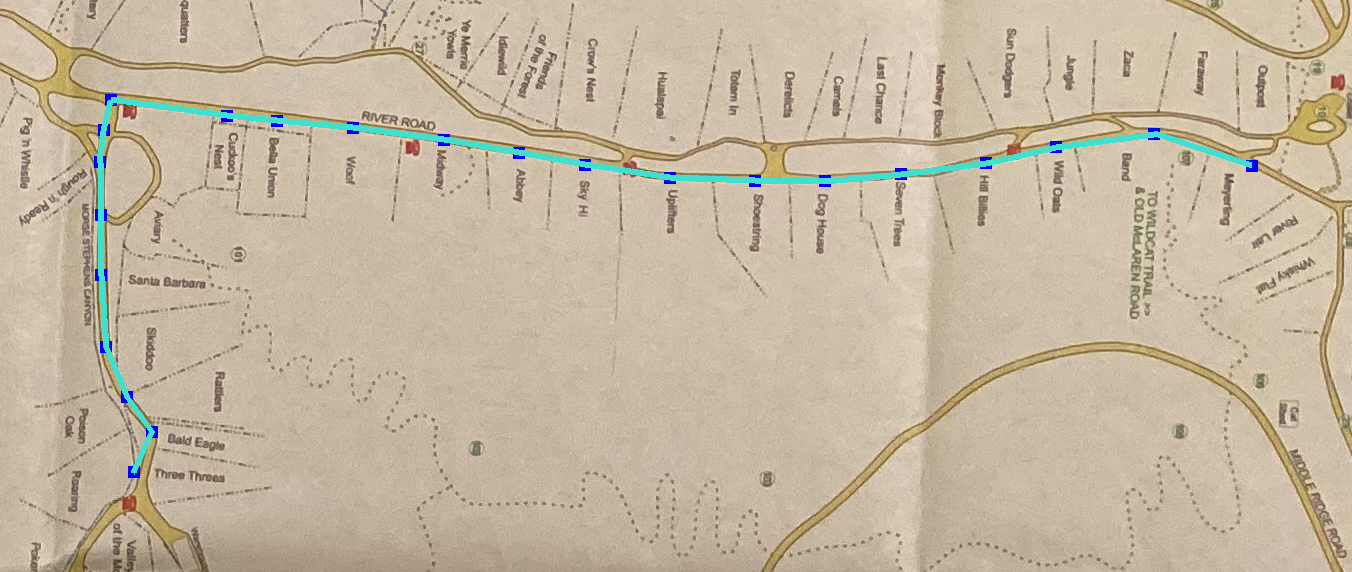 Ye Merrie
Yowls
Idlewild
Friends
of the Forest
Crow's Nest
Hualapai
Totem In
Derelicts
Camels
Last Chance
Monkey Block
Sun Dodgers
Jungle
Zaca
Faraway
Outpost
27
RIVER ROAD
Pig 'n Whistle
Rough 'n Ready
Cuckoo's
Nest
Bella Union
Woof
Midway
Abbey
Sky Hi
Uplifters
Shoestring
Dog House
Seven Trees
Hill Billies
Wild Oats
Band
Meyerling
River Lair
Whisky Flat
TO WILDCAT TRAIL >>
& OLD McLAREN ROAD
MORSE STEPHENS CANYON
Aviary
Santa Barbara
Skiddoo
Rattlers
Bald Eagle
Three Threes
Poison
Oak
Roaring
Valley
of the
MIDDLE RIDGE ROAD